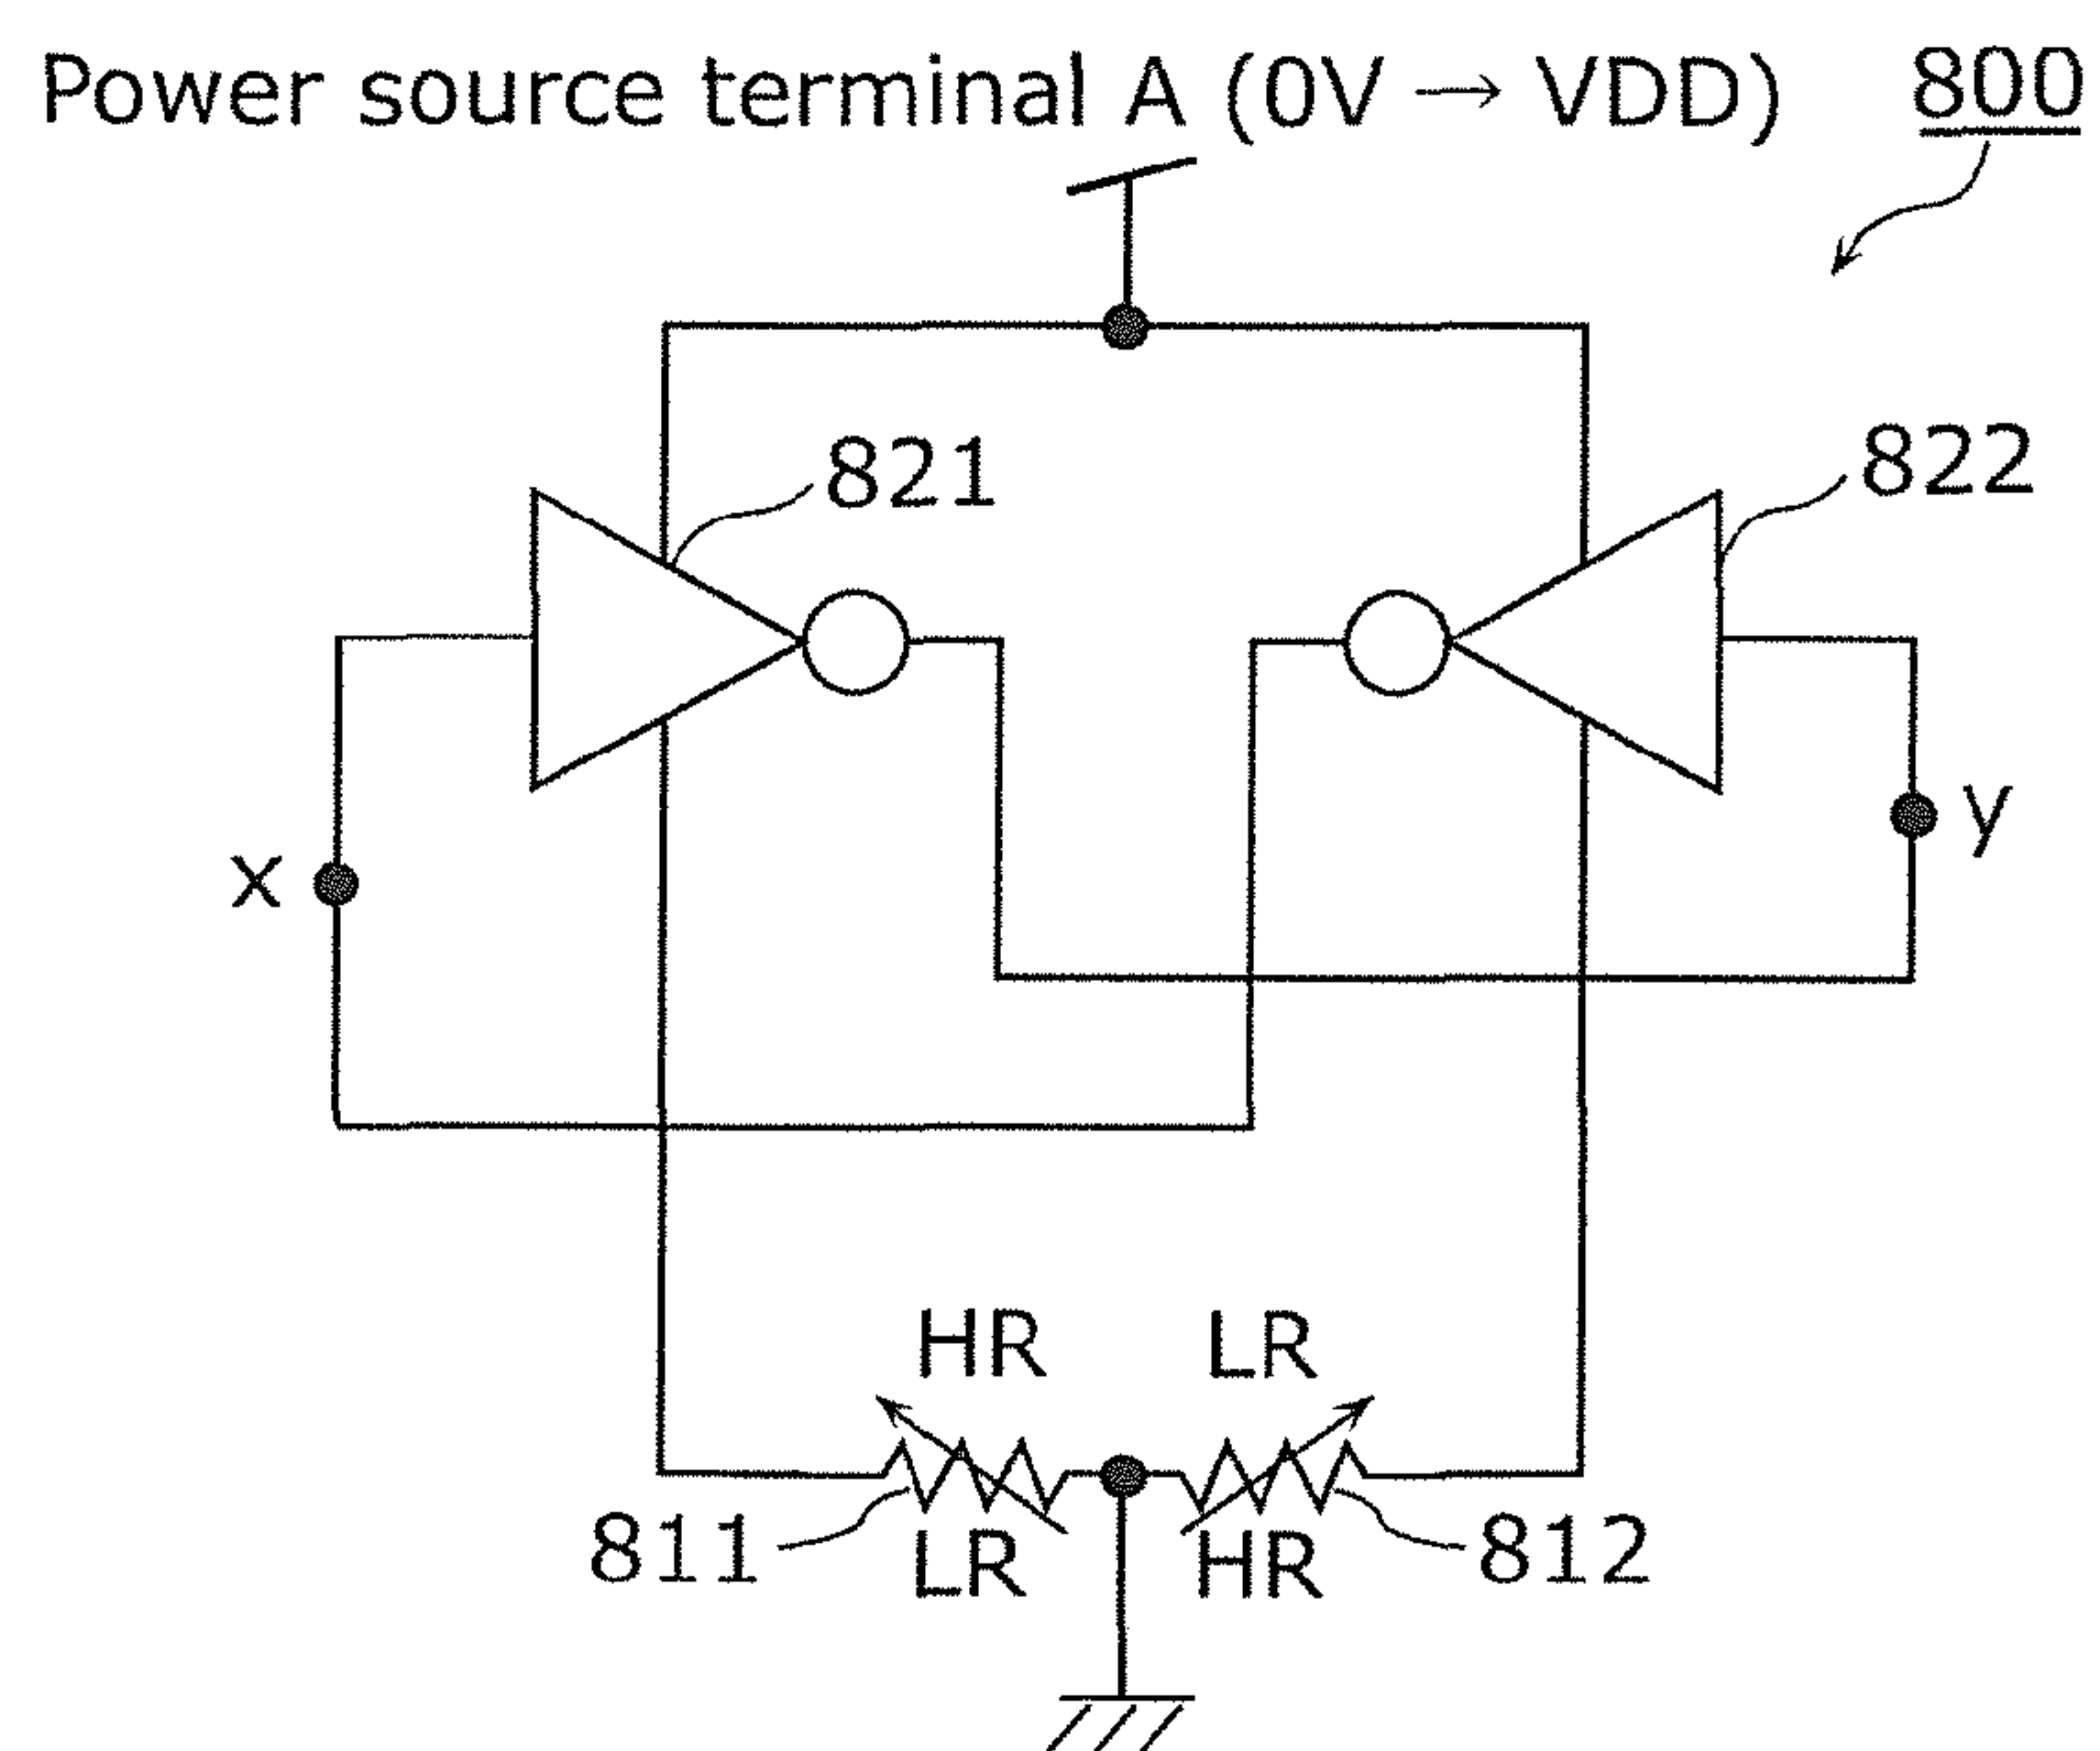 Power source terminal A (0V → VDD) 800
821
822
x
y
HR LR
811 LR HR 812